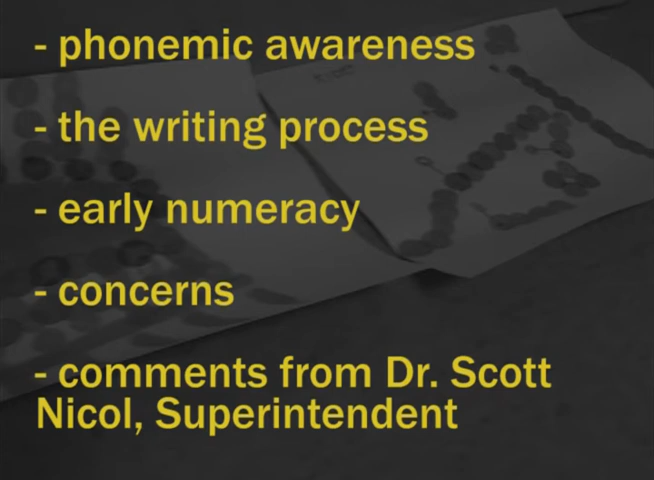 - phonemic awareness
- the writing process
- early numeracy
- concerns
- comments from Dr. Scott
Nicol, Superintendent